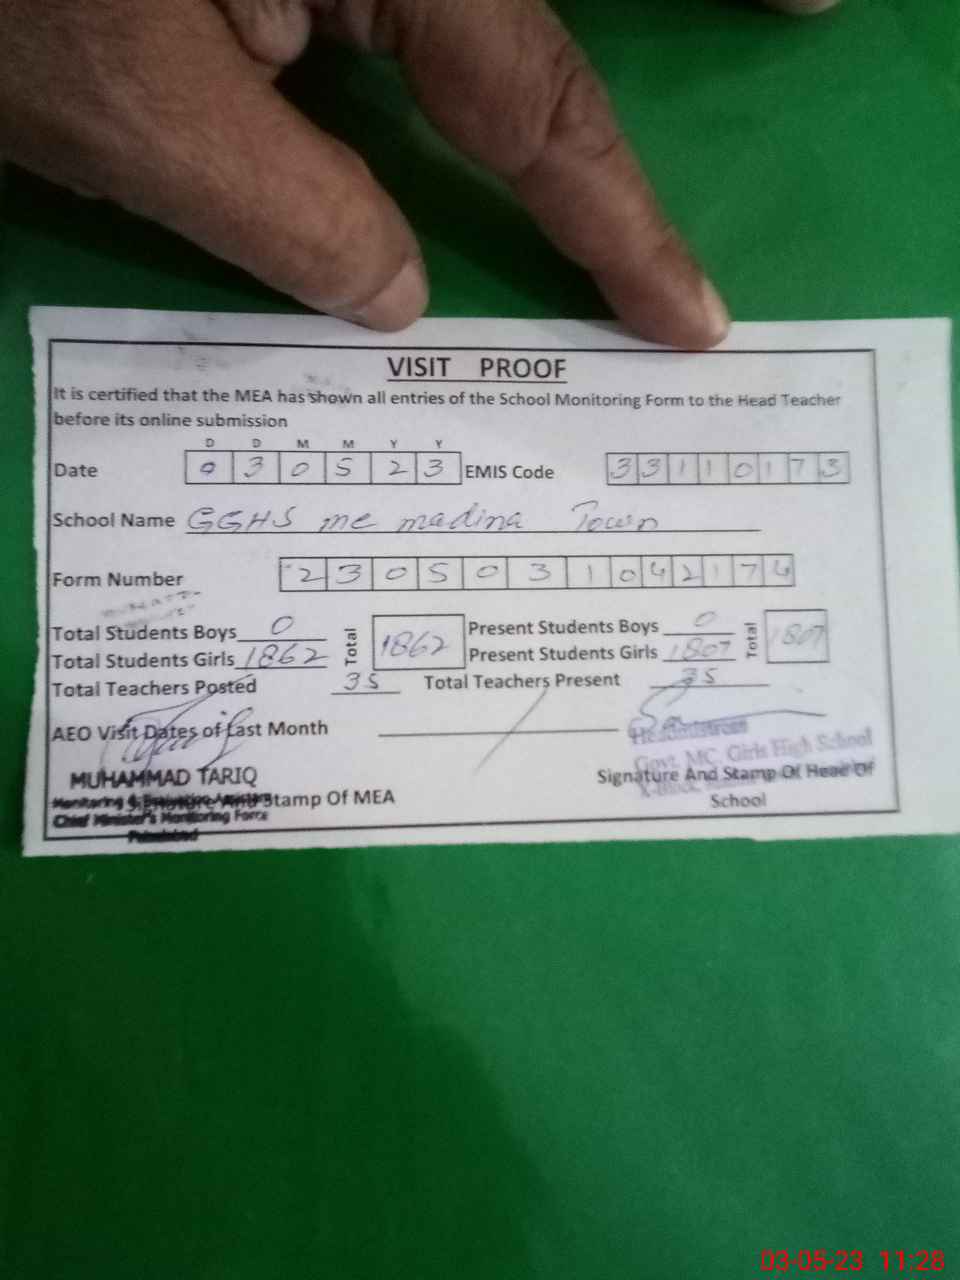 VISIT PROOF
It is certified that the MEA has shown all entries of the School Monitoring Form to the Head Teacher
before its online submission
D D M M Y Y
Date 0 3 0 5 2 3 EMIS Code 3 3 1 1 0 1 7 3
School Name GGHS mc madina Town
Form Number 2 3 0 5 0 3 1 0 4 2 1 7 4
Total Students Boys 0 Total 1862 Present Students Boys 0 Total 1807
Total Students Girls 1862 Present Students Girls 1807
Total Teachers Posted 35 Total Teachers Present 35
AEO Visit Dates of Last Month
Headmistress
Govt. MC. Girls High School
MUHAMMAD TARIQ Signature And Stamp Of Head Of
School
Monitoring & Evaluation Assistant
Signature And Stamp Of MEA
Chief Minister's Monitoring Force
Faisalabad
03-05-23 11:28